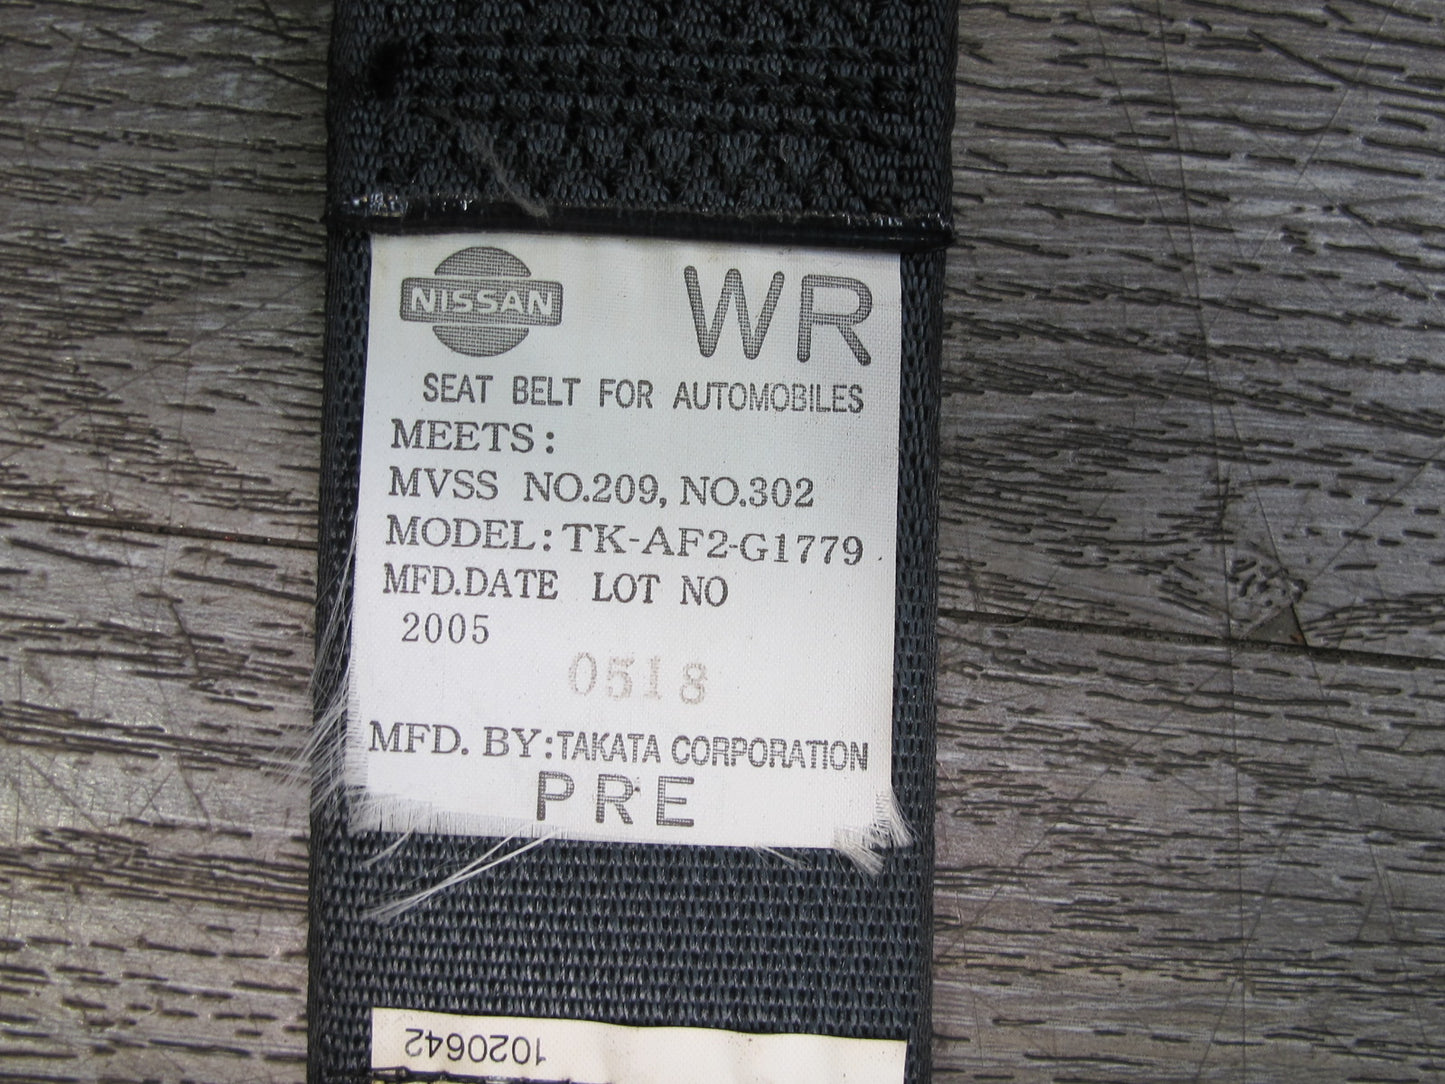 NISSAN
WR
SEAT BELT FOR AUTOMOBILES
MEETS:
MVSS NO.209, NO.302
MODEL: TK-AF2-G1779
MFD.DATE LOT NO
2005
0518
MFD. BY: TAKATA CORPORATION
PRE
1020642